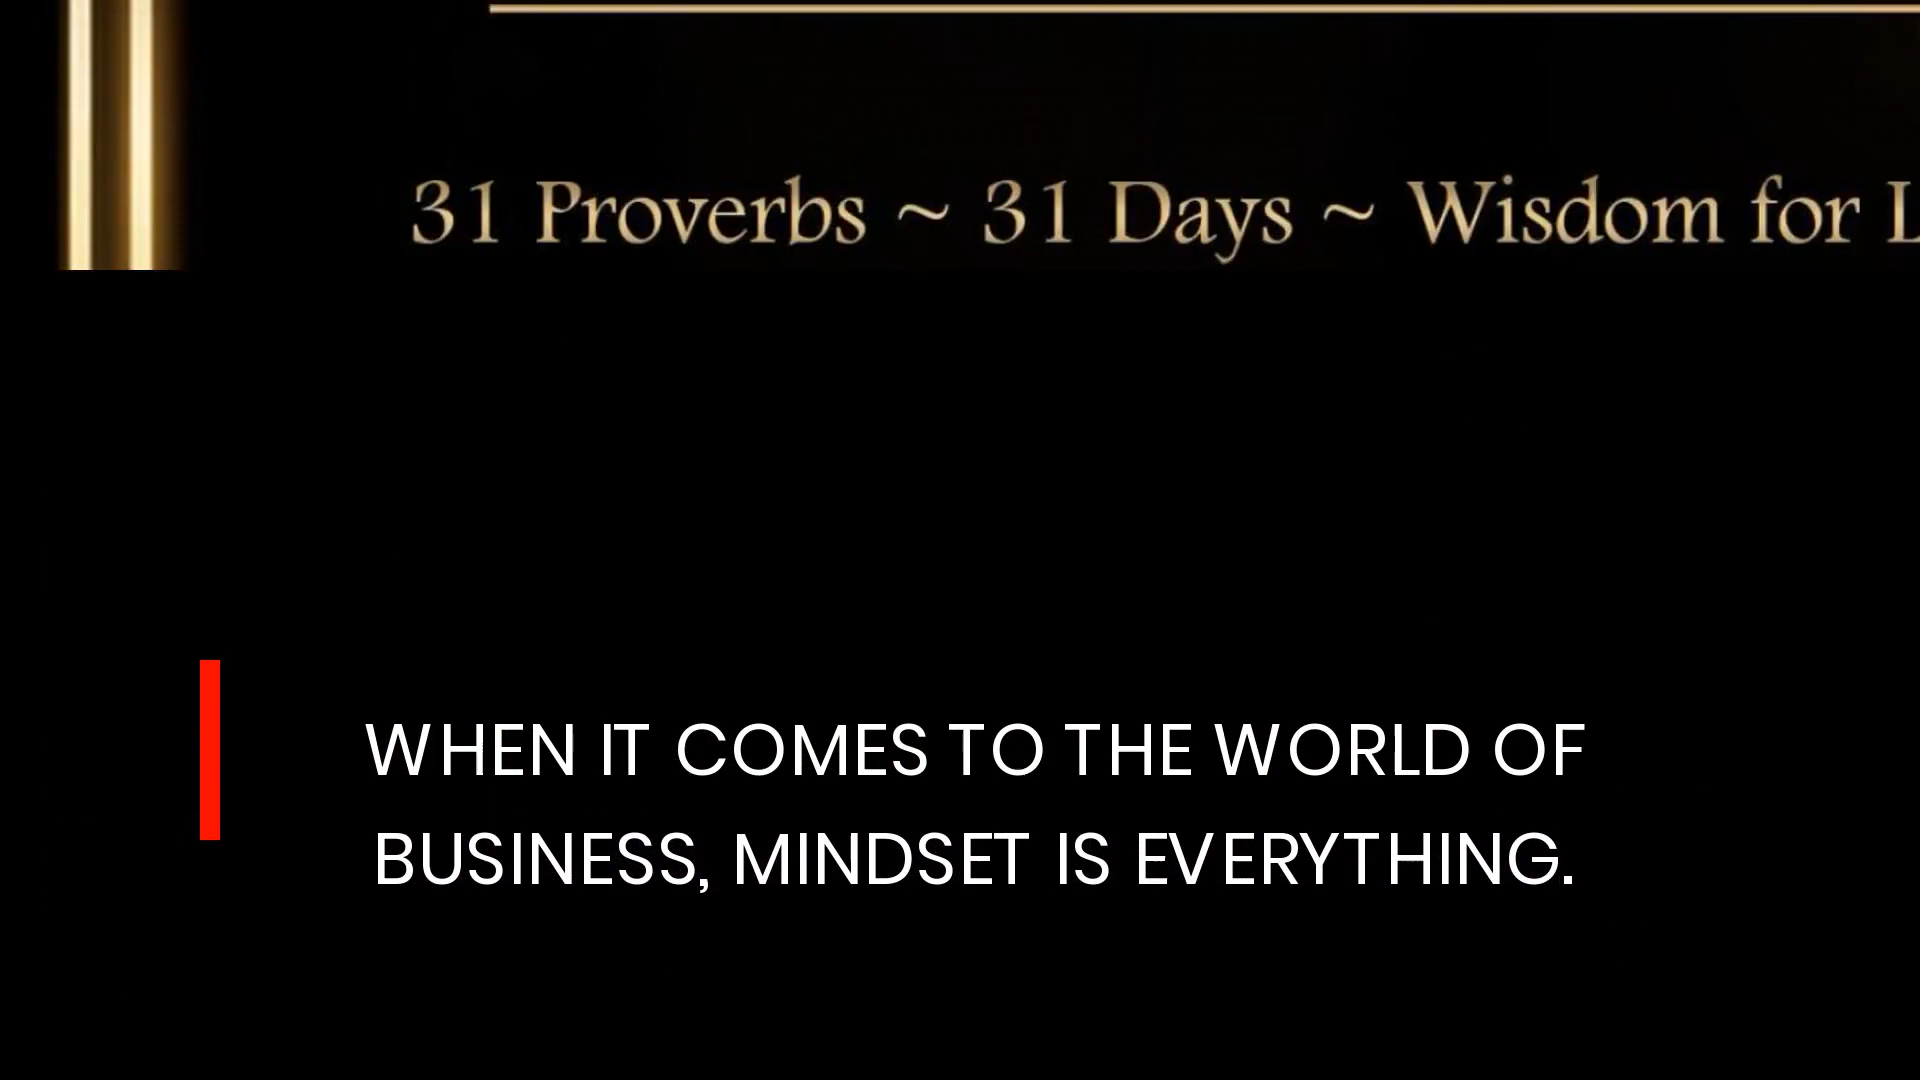 31 Proverbs ~ 31 Days ~ Wisdom for
WHEN IT COMES TO THE WORLD OF
BUSINESS, MINDSET IS EVERYTHING.